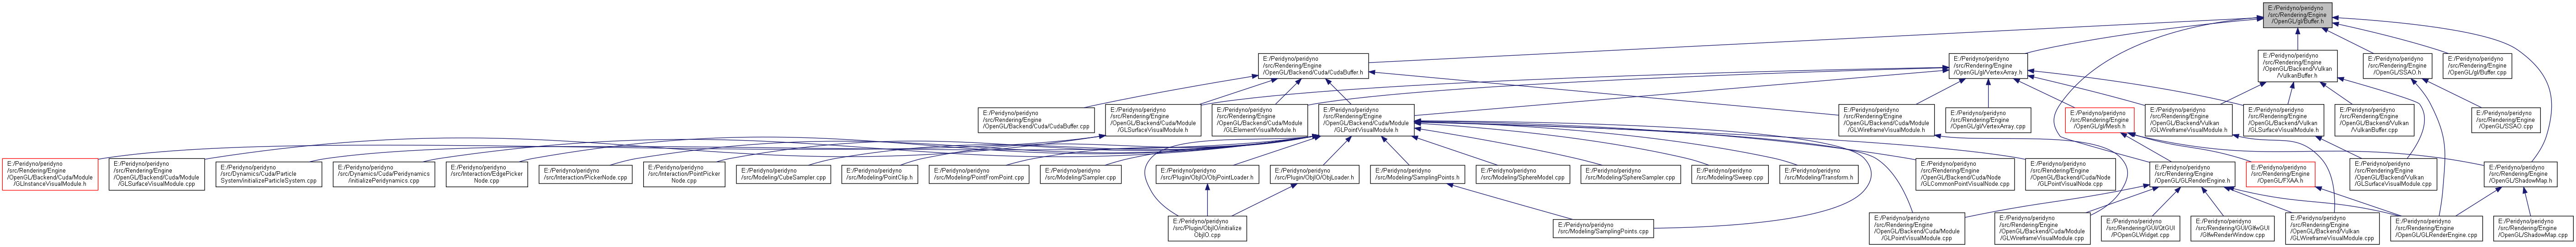 E:/Peridyno/peridyno
/src/Rendering/Engine
/OpenGL/gl/Buffer.h
E:/Peridyno/peridyno
/src/Rendering/Engine
/OpenGL/Backend/Cuda/CudaBuffer.h
E:/Peridyno/peridyno
/src/Rendering/Engine
/OpenGL/gl/VertexArray.h
E:/Peridyno/peridyno
/src/Rendering/Engine
/OpenGL/Backend/Vulkan
/VulkanBuffer.h
E:/Peridyno/peridyno
/src/Rendering/Engine
/OpenGL/SSAO.h
E:/Peridyno/peridyno
/src/Rendering/Engine
/OpenGL/gl/Buffer.cpp
E:/Peridyno/peridyno
/src/Rendering/Engine
/OpenGL/Backend/Cuda/CudaBuffer.cpp
E:/Peridyno/peridyno
/src/Rendering/Engine
/OpenGL/Backend/Cuda/Module
/GLSurfaceVisualModule.h
E:/Peridyno/peridyno
/src/Rendering/Engine
/OpenGL/Backend/Cuda/Module
/GLElementVisualModule.h
E:/Peridyno/peridyno
/src/Rendering/Engine
/OpenGL/Backend/Cuda/Module
/GLPointVisualModule.h
E:/Peridyno/peridyno
/src/Rendering/Engine
/OpenGL/Backend/Cuda/Module
/GLWireframeVisualModule.h
E:/Peridyno/peridyno
/src/Rendering/Engine
/OpenGL/gl/VertexArray.cpp
E:/Peridyno/peridyno
/src/Rendering/Engine
/OpenGL/gl/Mesh.h
E:/Peridyno/peridyno
/src/Rendering/Engine
/OpenGL/Backend/Vulkan
/GLWireframeVisualModule.h
E:/Peridyno/peridyno
/src/Rendering/Engine
/OpenGL/Backend/Vulkan
/GLSurfaceVisualModule.h
E:/Peridyno/peridyno
/src/Rendering/Engine
/OpenGL/Backend/Vulkan
/VulkanBuffer.cpp
E:/Peridyno/peridyno
/src/Rendering/Engine
/OpenGL/SSAO.cpp
E:/Peridyno/peridyno
/src/Rendering/Engine
/OpenGL/Backend/Cuda/Module
/GLInstanceVisualModule.h
E:/Peridyno/peridyno
/src/Rendering/Engine
/OpenGL/Backend/Cuda/Module
/GLSurfaceVisualModule.cpp
E:/Peridyno/peridyno
/src/Dynamics/Cuda/Particle
System/initializeParticleSystem.cpp
E:/Peridyno/peridyno
/src/Dynamics/Cuda/Peridynamics
/initializePeridynamics.cpp
E:/Peridyno/peridyno
/src/Interaction/EdgePicker
Node.cpp
E:/Peridyno/peridyno
/src/Interaction/PickerNode.cpp
E:/Peridyno/peridyno
/src/Interaction/PointPicker
Node.cpp
E:/Peridyno/peridyno
/src/Modeling/CubeSampler.cpp
E:/Peridyno/peridyno
/src/Modeling/PointClip.h
E:/Peridyno/peridyno
/src/Modeling/PointFromPoint.cpp
E:/Peridyno/peridyno
/src/Modeling/Sampler.cpp
E:/Peridyno/peridyno
/src/Plugin/ObjIO/ObjPointLoader.h
E:/Peridyno/peridyno
/src/Plugin/ObjIO/ObjLoader.h
E:/Peridyno/peridyno
/src/Modeling/SamplingPoints.h
E:/Peridyno/peridyno
/src/Modeling/SphereModel.cpp
E:/Peridyno/peridyno
/src/Modeling/SphereSampler.cpp
E:/Peridyno/peridyno
/src/Modeling/Sweep.cpp
E:/Peridyno/peridyno
/src/Modeling/Transform.h
E:/Peridyno/peridyno
/src/Rendering/Engine
/OpenGL/Backend/Cuda/Node
/GLCommonPointVisualNode.cpp
E:/Peridyno/peridyno
/src/Rendering/Engine
/OpenGL/Backend/Cuda/Node
/GLPointVisualNode.cpp
E:/Peridyno/peridyno
/src/Rendering/Engine
/OpenGL/GLRenderEngine.h
E:/Peridyno/peridyno
/src/Rendering/Engine
/OpenGL/FXAA.h
E:/Peridyno/peridyno
/src/Rendering/Engine
/OpenGL/Backend/Vulkan
/GLSurfaceVisualModule.cpp
E:/Peridyno/peridyno
/src/Rendering/Engine
/OpenGL/ShadowMap.h
E:/Peridyno/peridyno
/src/Plugin/ObjIO/initialize
ObjIO.cpp
E:/Peridyno/peridyno
/src/Modeling/SamplingPoints.cpp
E:/Peridyno/peridyno
/src/Rendering/Engine
/OpenGL/Backend/Cuda/Module
/GLPointVisualModule.cpp
E:/Peridyno/peridyno
/src/Rendering/Engine
/OpenGL/Backend/Cuda/Module
/GLWireframeVisualModule.cpp
E:/Peridyno/peridyno
/src/Rendering/GUI/QtGUI
/POpenGLWidget.cpp
E:/Peridyno/peridyno
/src/Rendering/GUI/GlfwGUI
/GlfwRenderWindow.cpp
E:/Peridyno/peridyno
/src/Rendering/Engine
/OpenGL/Backend/Vulkan
/GLWireframeVisualModule.cpp
E:/Peridyno/peridyno
/src/Rendering/Engine
/OpenGL/GLRenderEngine.cpp
E:/Peridyno/peridyno
/src/Rendering/Engine
/OpenGL/ShadowMap.cpp